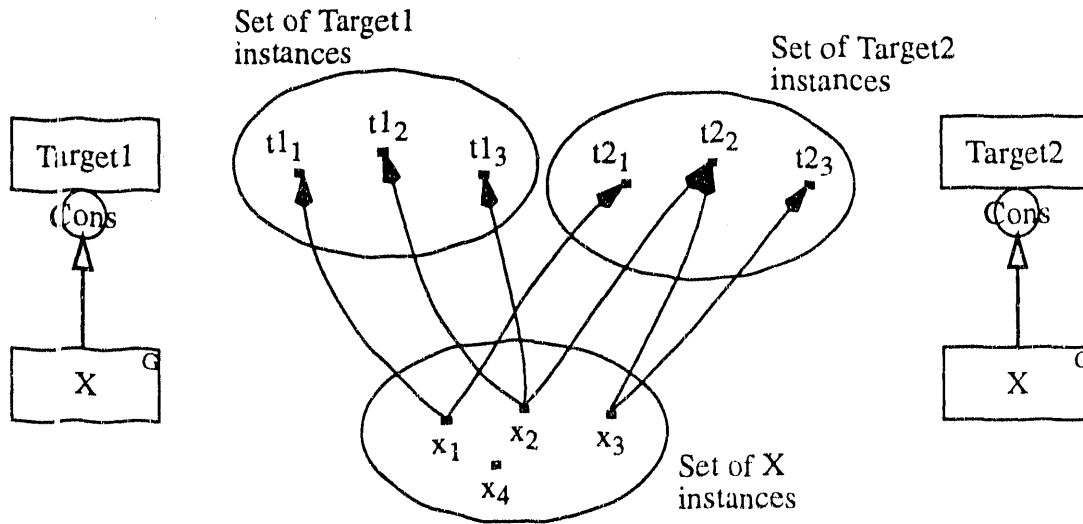 Set of Target1
instances
Set of Target2
instances
Target1
Cons
X
G
t1₁
t1₂
t1₃
t2₁
t2₂
t2₃
Target2
Cons
X
G
x₁
x₂
x₃
x₄
Set of X
instances